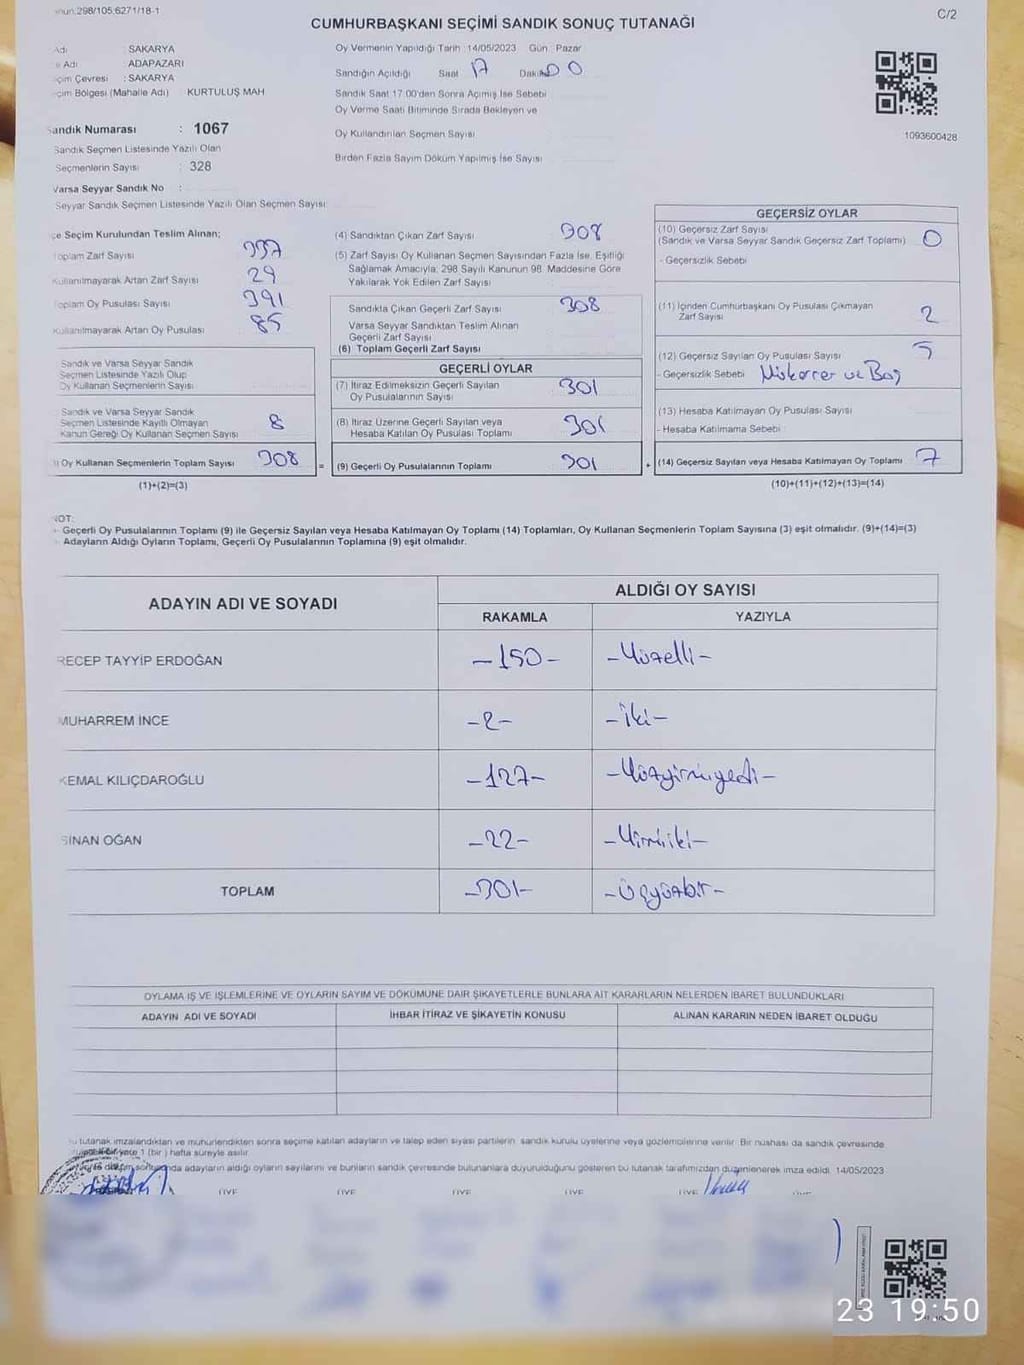 298/105.6271/18-1
C/2
CUMHURBAŞKANI SEÇİMİ SANDIK SONUÇ TUTANAĞI
Adı : SAKARYA
Adı : ADAPAZARI
Çevresi : SAKARYA
Bölgesi (Mahalle Adı) KURTULUŞ MAH
Oy Vermenin Yapıldığı Tarih : 14/05/2023 Gün : Pazar
Sandığın Açıldığı Saat 17 Dakika 00
Sandık Saat 17:00'den Sonra Açmış İse Sebebi
Oy Verme Saati Bitiminde Sırada Bekleyen ve
Oy Kullandırılan Seçmen Sayısı
Birden Fazla Sayım Döküm Yapılmış İse Sayısı
1093600428
Sandık Numarası : 1067
Sandık Seçmen Listesinde Yazılı Olan
Seçmenlerin Sayısı : 328
Varsa Seyyar Sandık No :
Seyyar Sandık Seçmen Listesinde Yazılı Olan Seçmen Sayısı
İlçe Seçim Kurulundan Teslim Alınan;
Toplam Zarf Sayısı 337
Kullanılmayarak Artan Zarf Sayısı 29
Toplam Oy Pusulası Sayısı 391
Kullanılmayarak Artan Oy Pusulası 85
Sandık ve Varsa Seyyar Sandık
Seçmen Listesinde Yazılı Olup
Oy Kullanan Seçmenlerin Sayısı
Sandık ve Varsa Seyyar Sandık
Seçmen Listesinde Kayıtlı Olmayan
Kanun Gereği Oy Kullanan Seçmen Sayısı 8
Oy Kullanan Seçmenlerin Toplam Sayısı 308 =
(1)+(2)=(3)
(4) Sandıktan Çıkan Zarf Sayısı 308
(5) Zarf Sayısı Oy Kullanan Seçmen Sayısından Fazla İse, Eşitliği
Sağlamak Amacıyla, 298 Sayılı Kanunun 98. Maddesine Göre
Yakılarak Yok Edilen Zarf Sayısı
Sandıkta Çıkan Geçerli Zarf Sayısı 308
Varsa Seyyar Sandıktan Teslim Alınan
Geçerli Zarf Sayısı
(6) Toplam Geçerli Zarf Sayısı
GEÇERLİ OYLAR
(7) İtiraz Edilmeksizin Geçerli Sayılan
Oy Pusulalarının Sayısı 301
(8) İtiraz Üzerine Geçerli Sayılan veya
Hesaba Katılan Oy Pusulası Toplamı 301
(9) Geçerli Oy Pusulalarının Toplamı 301 +
GEÇERSİZ OYLAR
(10) Geçersiz Zarf Sayısı
(Sandık ve Varsa Seyyar Sandık Geçersiz Zarf Toplamı) 0
- Geçersizlik Sebebi
(11) İçinden Cumhurbaşkanı Oy Pusulası Çıkmayan
Zarf Sayısı 2
(12) Geçersiz Sayılan Oy Pusulası Sayısı 5
- Geçersizlik Sebebi ve Boş
(13) Hesaba Katılmayan Oy Pusulası Sayısı
- Hesaba Katılmama Sebebi
(14) Geçersiz Sayılan veya Hesaba Katılmayan Oy Toplamı 7
(10)+(11)+(12)+(13)=(14)
NOT:
- Geçerli Oy Pusulalarının Toplamı (9) ile Geçersiz Sayılan veya Hesaba Katılmayan Oy Toplamı (14) Toplamları, Oy Kullanan Seçmenlerin Toplam Sayısına (3) eşit olmalıdır. (9)+(14)=(3)
- Adayların Aldığı Oyların Toplamı, Geçerli Oy Pusulalarının Toplamına (9) eşit olmalıdır.
ADAYIN ADI VE SOYADI
ALDIĞI OY SAYISI
RAKAMLA YAZIYLA
RECEP TAYYİP ERDOĞAN -150- -Yüzelli-
MUHARREM İNCE -2- -İki-
KEMAL KILIÇDAROĞLU -127- -Yüzyirmiyedi-
SİNAN OĞAN -22- -Yirmiiki-
TOPLAM -301- -Üçyüzbir-
OYLAMA İŞ VE İŞLEMLERİNE VE OYLARIN SAYIM VE DÖKÜMÜNE DAİR ŞİKAYETLERLE BUNLARA AİT KARARLARIN NELERDEN İBARET BULUNDUKLARI
ADAYIN ADI VE SOYADI İHBAR İTİRAZ VE ŞİKAYETİN KONUSU ALINAN KARARIN NEDEN İBARET OLDUĞU
tutanak imzalandıktan ve mühürlendikten sonra seçime katılan adayların ve talep eden siyasi partilerin sandık kurulu üyelerine veya gözlemcilerine verilir. Bir nüshası da sandık çevresinde
1 (bir) hafta süreyle asılır.
sonunda adayların aldığı oyların sayılarını ve bunların sandık çevresinde bulunanlara duyurulduğunu gösteren bu tutanak tarafımızdan düzenlenerek imza edildi. 14/05/2023
ÜYE ÜYE ÜYE ÜYE ÜYE
23 19:50